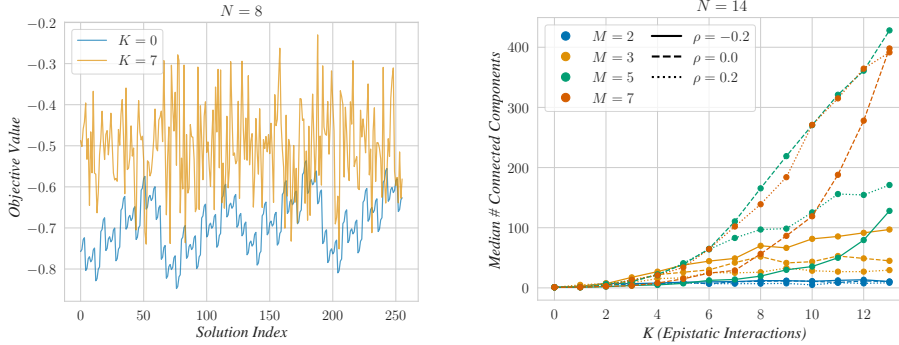 N = 8
−0.2
−0.3
−0.4
−0.5
−0.6
−0.7
−0.8
Objective Value
K = 0
K = 7
0 50 100 150 200 250
Solution Index
N = 14
400
300
200
100
0
Median # Connected Components
M = 2
M = 3
M = 5
M = 7
ρ = −0.2
ρ = 0.0
ρ = 0.2
0 2 4 6 8 10 12
K (Epistatic Interactions)